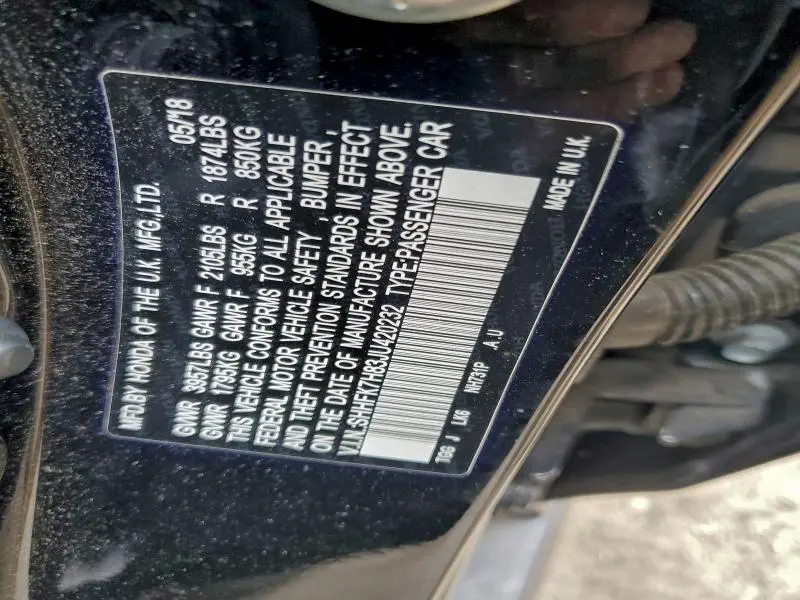 MFD.BY HONDA OF THE U.K. MFG.,LTD. 05/18
GVWR 3957LBS GAWR F 2105LBS R 1874LBS
GVWR 1795KG GAWR F 955KG R 850KG
THIS VEHICLE CONFORMS TO ALL APPLICABLE
FEDERAL MOTOR VEHICLE SAFETY , BUMPER ,
AND THEFT PREVENTION STANDARDS IN EFFECT
ON THE DATE OF MANUFACTURE SHOWN ABOVE.
V.I.N.:SHHFK7H83JU420232 TYPE:PASSENGER CAR
TGG J LX6 NH731P A U MADE IN U.K.